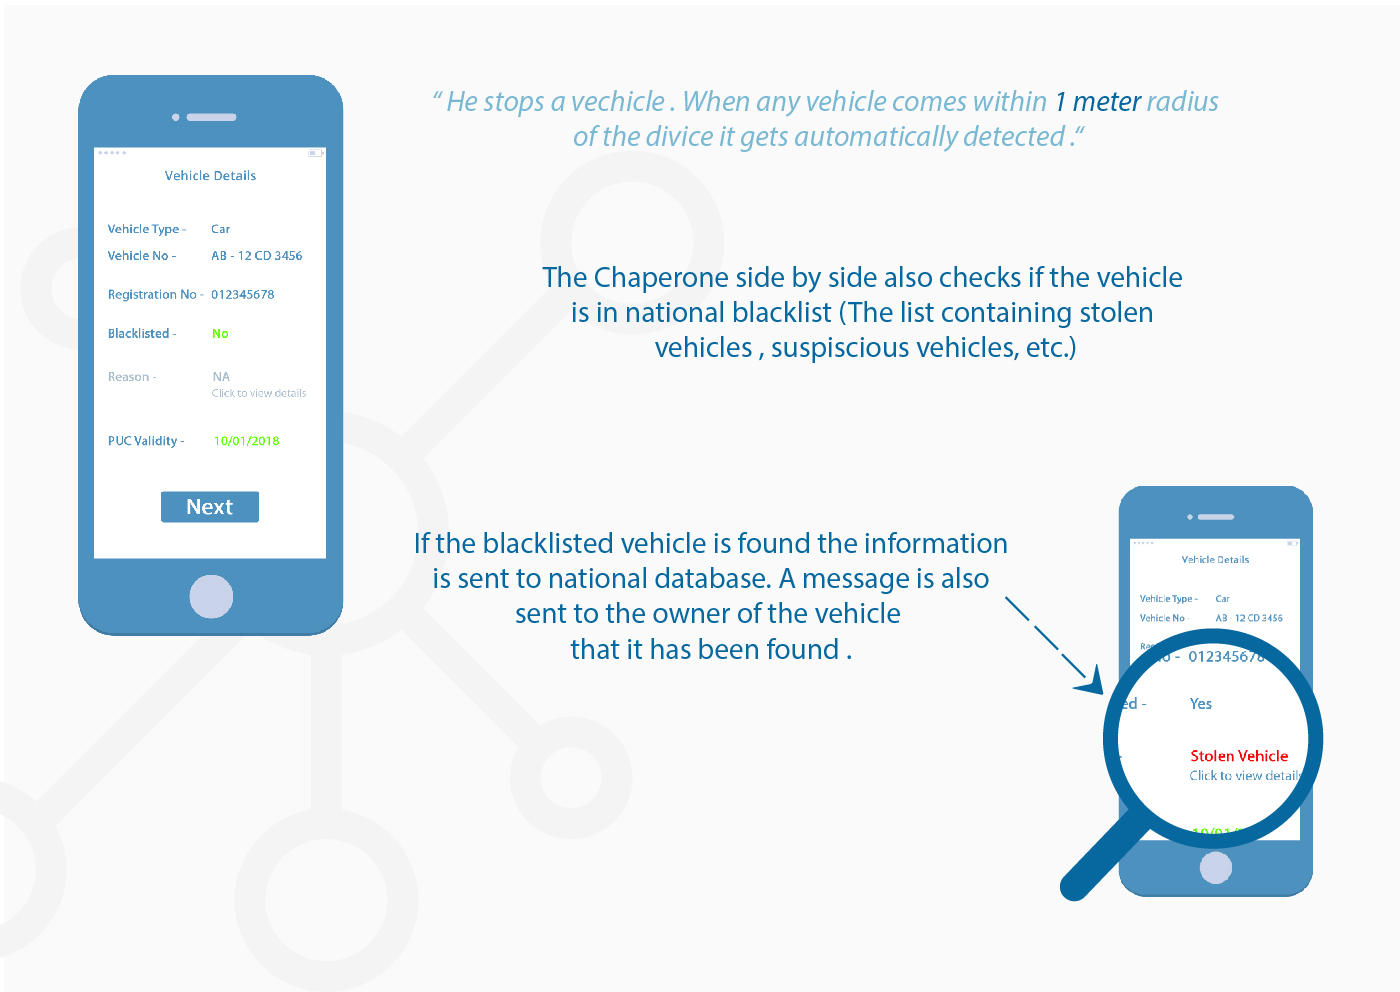 “ He stops a vechicle . When any vehicle comes within 1 meter radius
of the divice it gets automatically detected .“
Vehicle Details
Vehicle Type - Car
Vehicle No - AB - 12 CD 3456
Registration No - 012345678
Blacklisted - No
Reason - NA
Click to view details
PUC Validity - 10/01/2018
Next
The Chaperone side by side also checks if the vehicle
is in national blacklist (The list containing stolen
vehicles , suspiscious vehicles, etc.)
If the blacklisted vehicle is found the information
is sent to national database. A message is also
sent to the owner of the vehicle
that it has been found .
Vehicle Details
Vehicle Type - Car
Vehicle No - AB - 12 CD 3456
012345678
ed - Yes
Stolen Vehicle
Click to view details